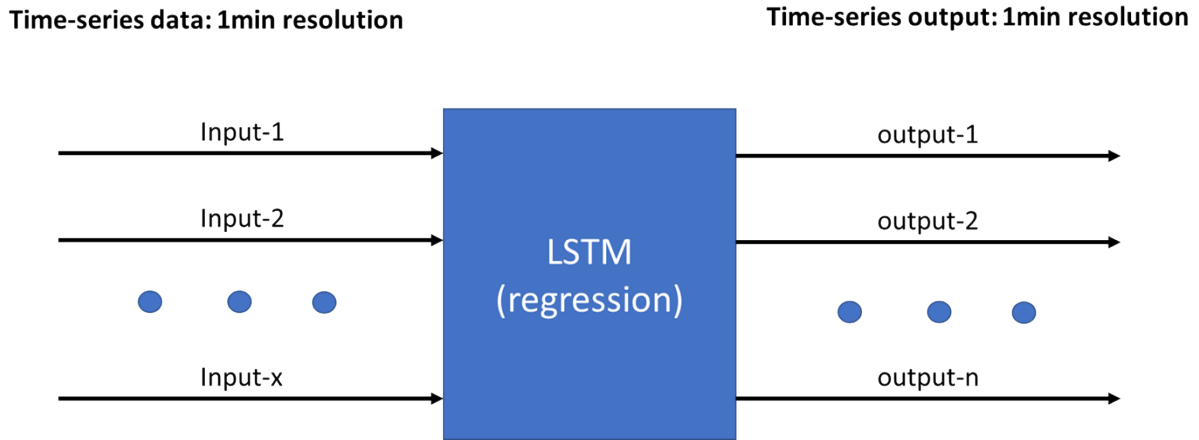 Time-series data: 1min resolution
Time-series output: 1min resolution
Input-1
output-1
Input-2
output-2
LSTM
(regression)
Input-x
output-n